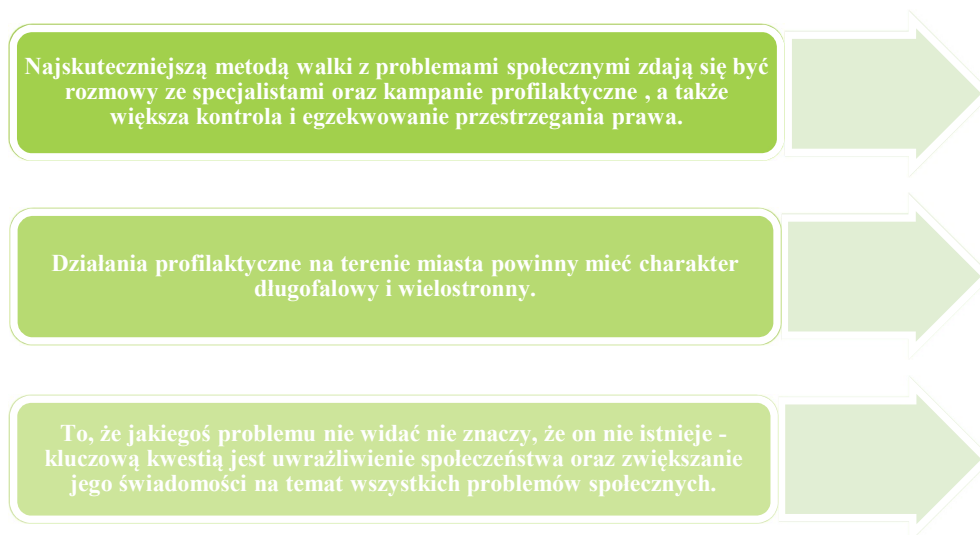 Najskuteczniejszą metodą walki z problemami społecznymi zdają się być
rozmowy ze specjalistami oraz kampanie profilaktyczne , a także
większa kontrola i egzekwowanie przestrzegania prawa.
Działania profilaktyczne na terenie miasta powinny mieć charakter
długofalowy i wielostronny.
To, że jakiegoś problemu nie widać nie znaczy, że on nie istnieje -
kluczową kwestią jest uwrażliwienie społeczeństwa oraz zwiększanie
jego świadomości na temat wszystkich problemów społecznych.